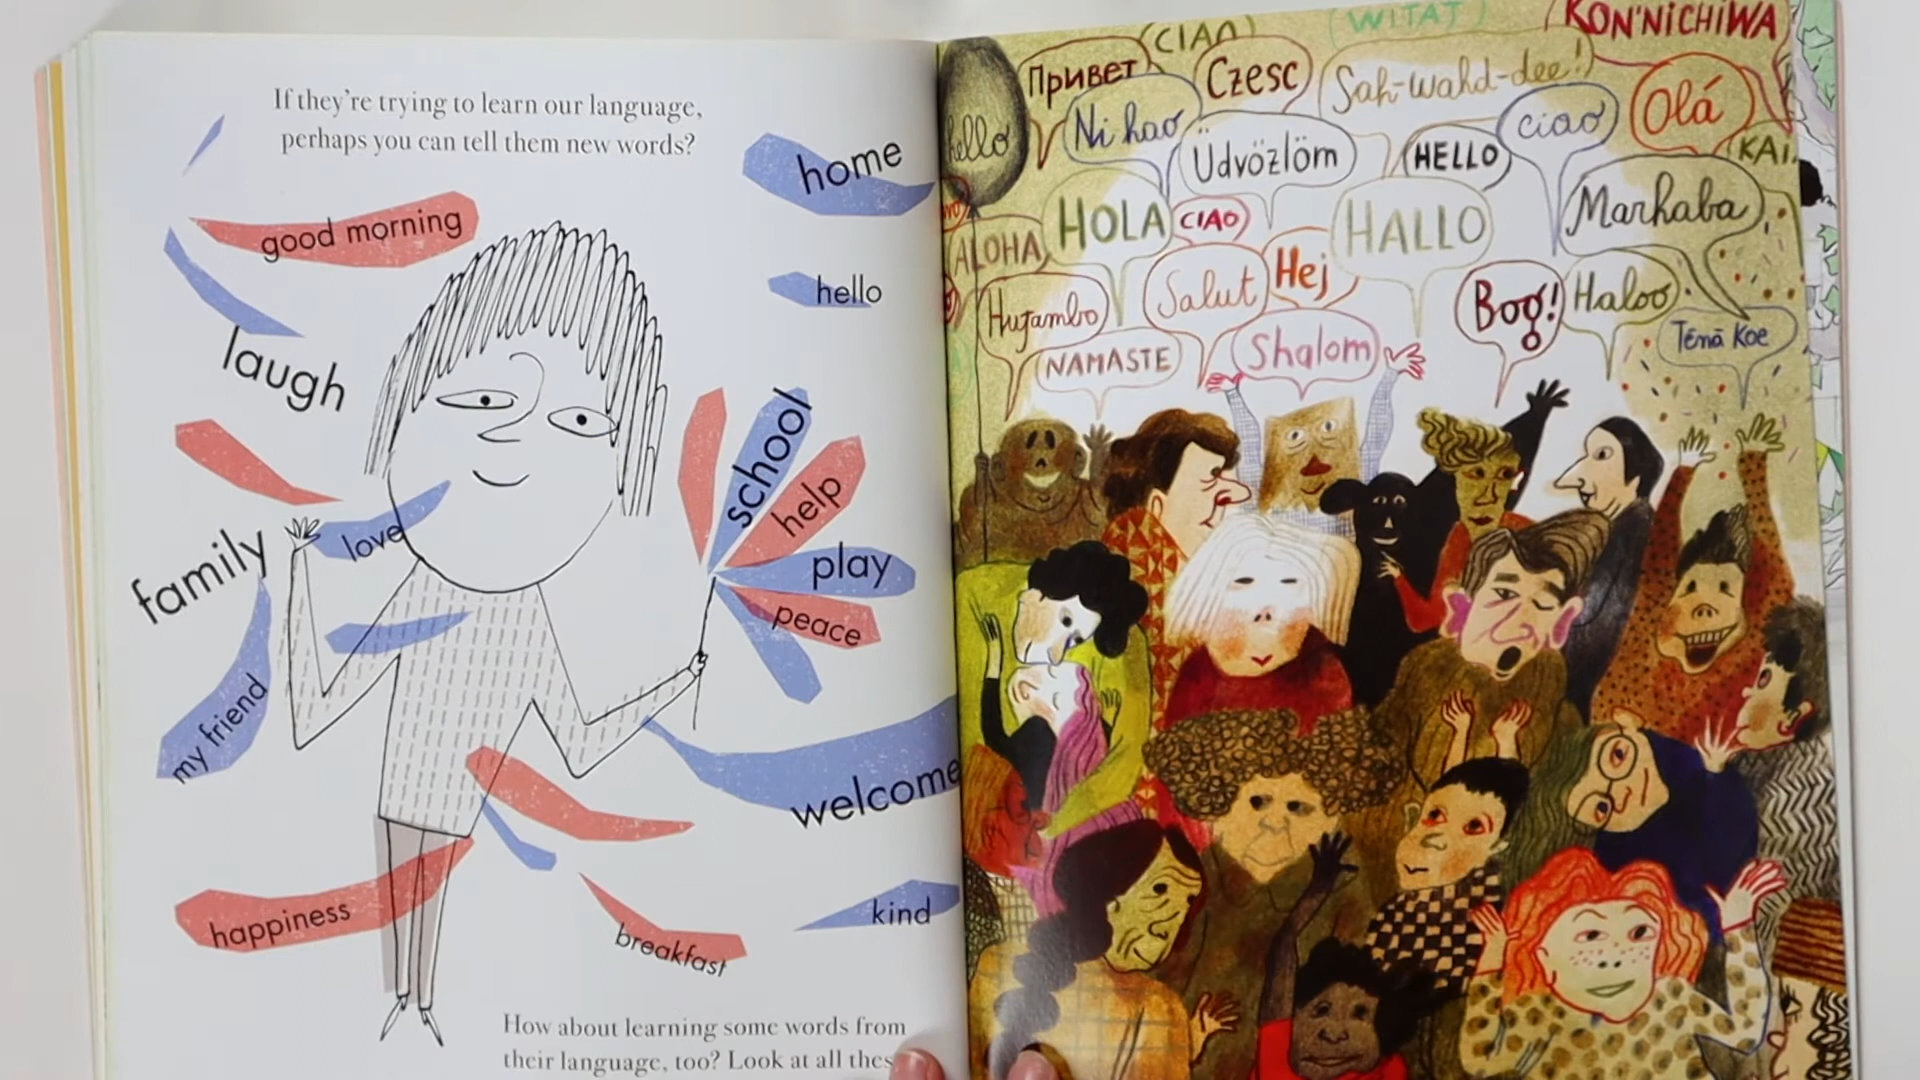 If they're trying to learn our language,
perhaps you can tell them new words?
home
good morning
hello
laugh
school
help
love
family
play
peace
my friend
welcome
happiness
kind
breakfast
How about learning some words from
their language, too? Look at all thes
CIAO
WITAT
KON'NICHIWA
Привет
Czesc
Sah-wahd-dee!
Olá
hello
Ni hao
Üdvözlöm
HELLO
ciao
KAI
ALOHA
HOLA
CIAO
HALLO
Marhaba
Hujambo
Salut
Hej
Bog!
Haloo
NAMASTE
Shalom
Tēnā Koe